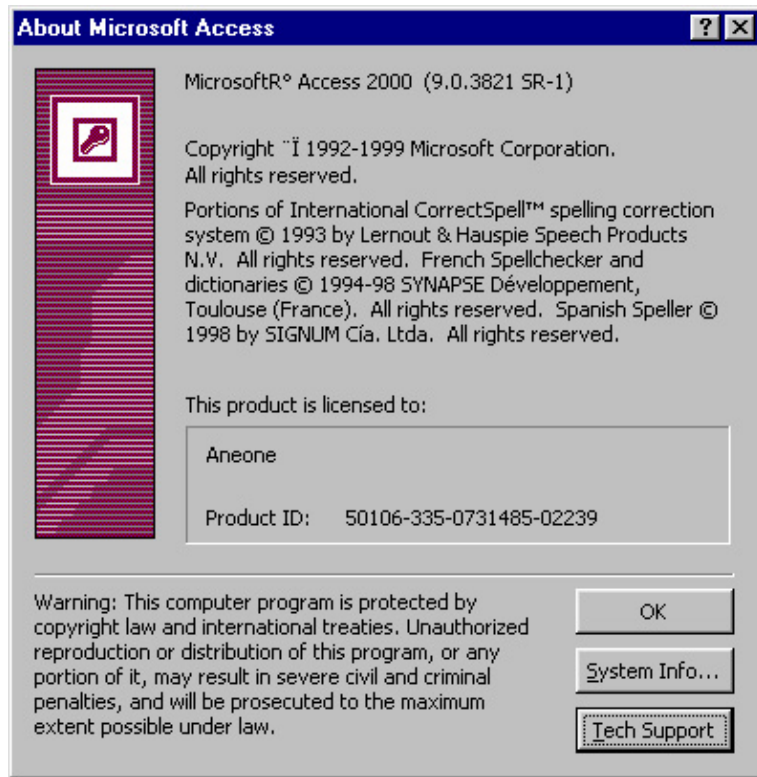 About Microsoft Access
MicrosoftR° Access 2000 (9.0.3821 SR-1)
Copyright ¨Ï 1992-1999 Microsoft Corporation.
All rights reserved.
Portions of International CorrectSpell™ spelling correction
system © 1993 by Lernout & Hauspie Speech Products
N.V. All rights reserved. French Spellchecker and
dictionaries © 1994-98 SYNAPSE Développement,
Toulouse (France). All rights reserved. Spanish Speller ©
1998 by SIGNUM Cía. Ltda. All rights reserved.
This product is licensed to:
Aneone
Product ID: 50106-335-0731485-02239
Warning: This computer program is protected by
copyright law and international treaties. Unauthorized
reproduction or distribution of this program, or any
portion of it, may result in severe civil and criminal
penalties, and will be prosecuted to the maximum
extent possible under law.
OK
System Info...
Tech Support